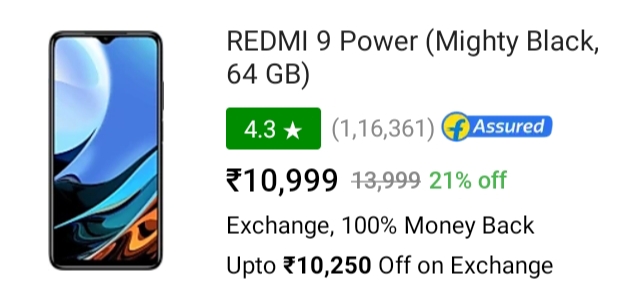 REDMI 9 Power (Mighty Black,
64 GB)
4.3 ★ (1,16,361) f Assured
₹10,999 13,999 21% off
Exchange, 100% Money Back
Upto ₹10,250 Off on Exchange